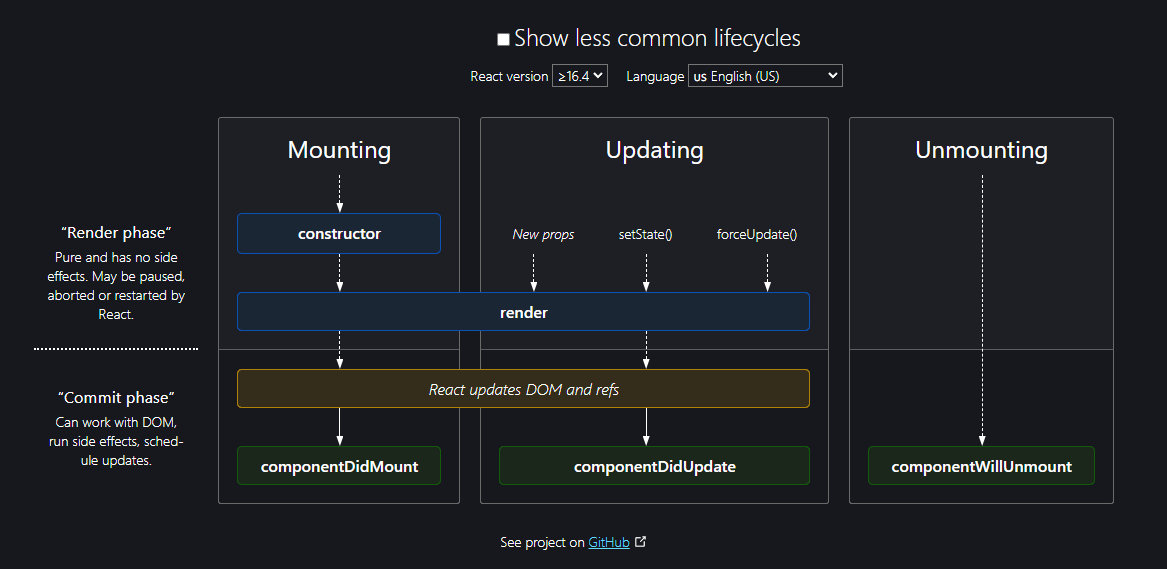 Show less common lifecycles
React version ≥16.4 Language us English (US)
Mounting Updating Unmounting
“Render phase”
Pure and has no side
effects. May be paused,
aborted or restarted by
React.
constructor New props setState() forceUpdate()
render
“Commit phase”
Can work with DOM,
run side effects, sched-
ule updates.
React updates DOM and refs
componentDidMount componentDidUpdate componentWillUnmount
See project on GitHub